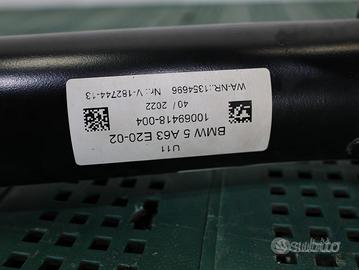 U11
BMW 5 A63 E20-02
10069418-004
40 / 2022
WA-NR.:1354696 Nr.: V-182744-13
subito